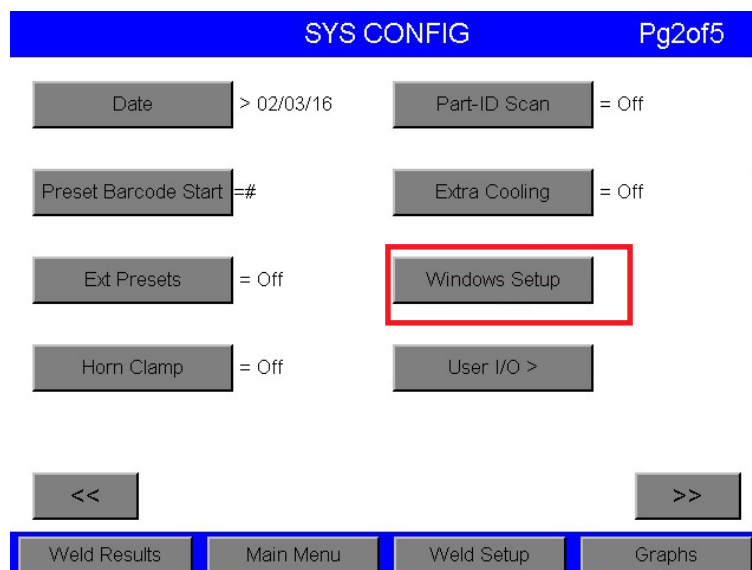 SYS CONFIG Pg2of5
Date > 02/03/16 Part-ID Scan = Off
Preset Barcode Start =# Extra Cooling = Off
Ext Presets = Off Windows Setup
Horn Clamp = Off User I/O >
<< >>
Weld Results Main Menu Weld Setup Graphs